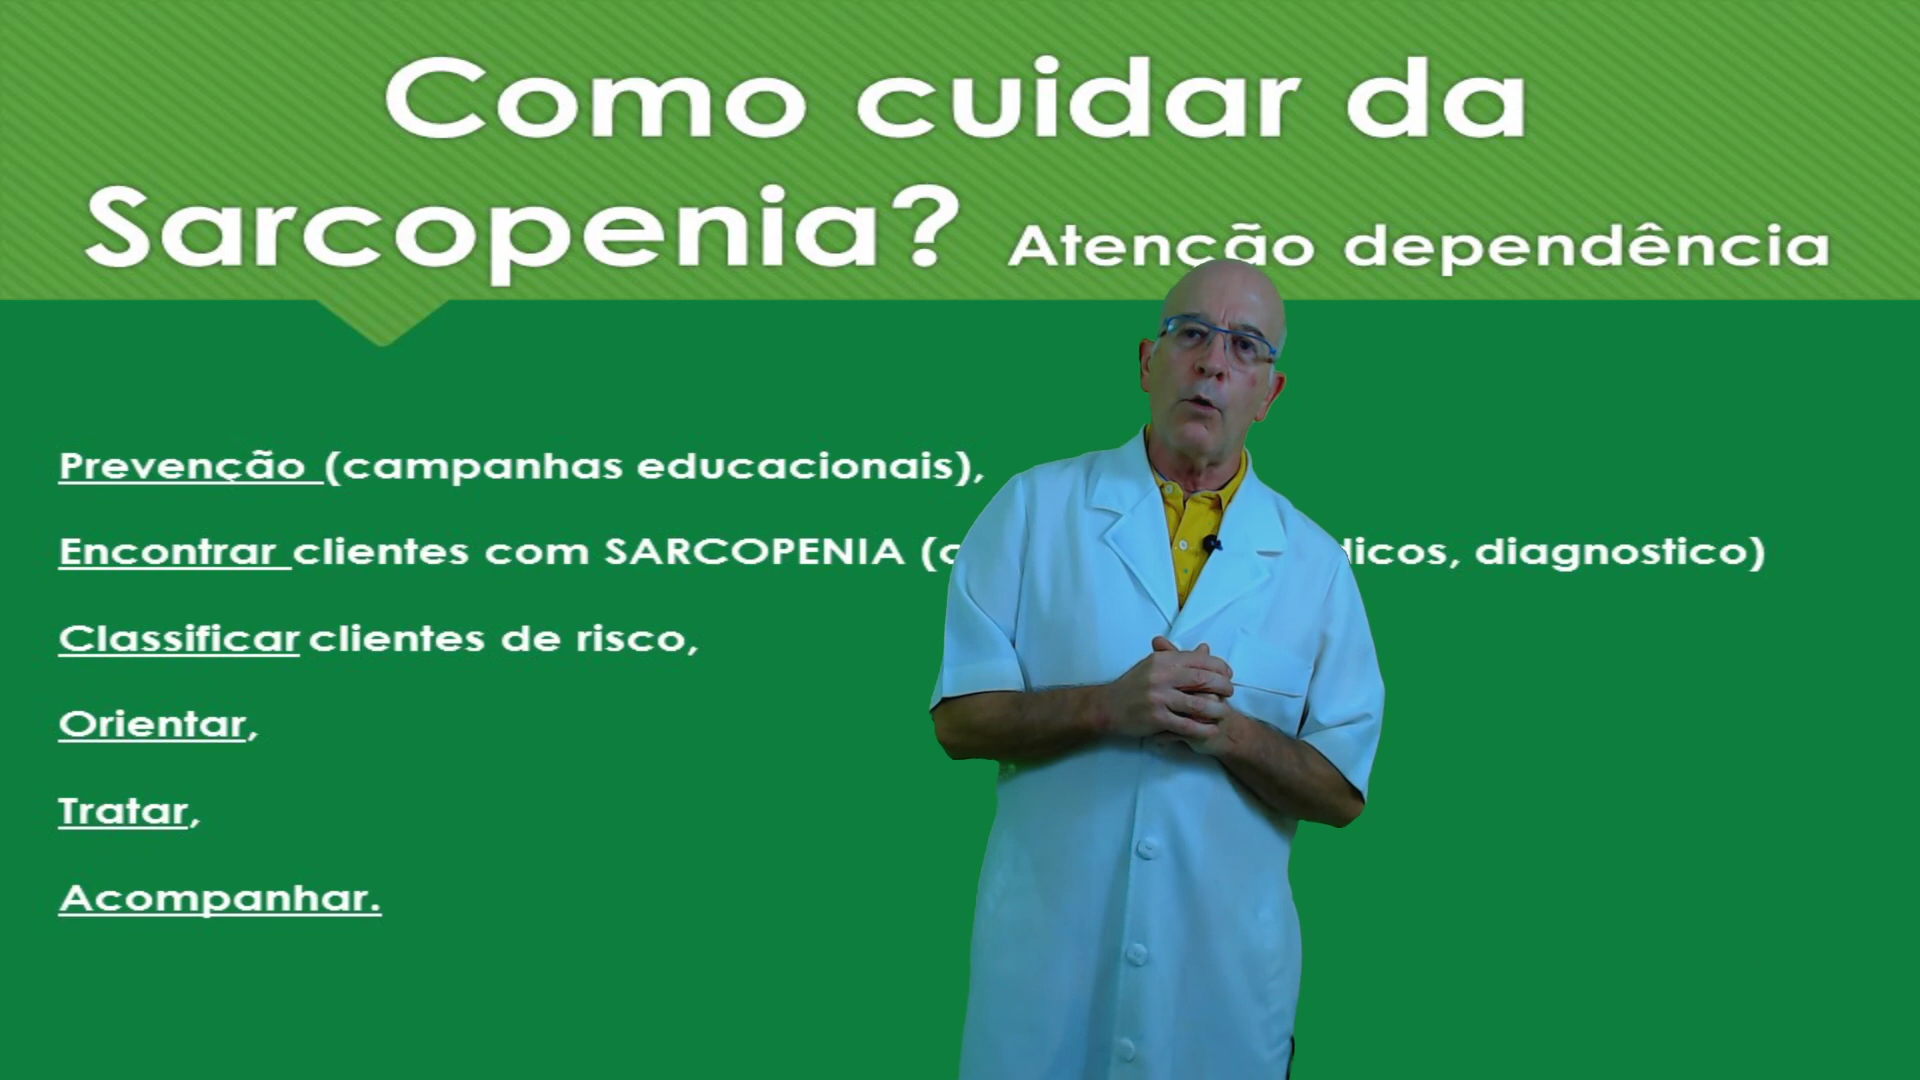 Como cuidar da
Sarcopenia? Atenção dependência
Prevenção (campanhas educacionais),
Encontrar clientes com SARCOPENIA ( diagnostico)
Classificar clientes de risco,
Orientar,
Tratar,
Acompanhar.